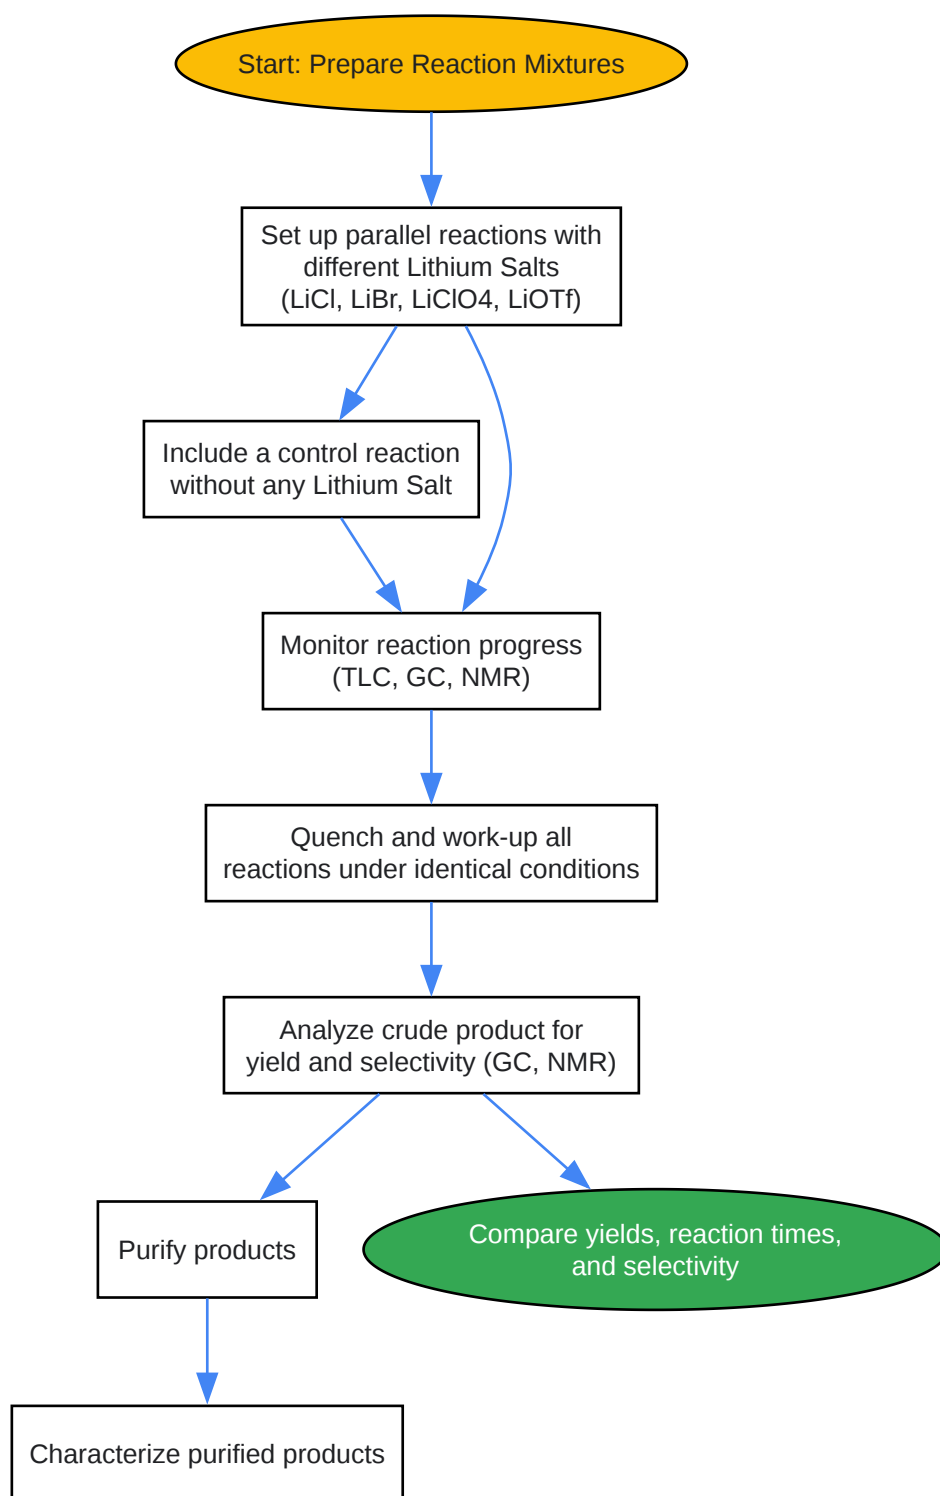 Start: Prepare Reaction Mixtures
Set up parallel reactions with
different Lithium Salts
(LiCl, LiBr, LiClO4, LiOTf)
Include a control reaction
without any Lithium Salt
Monitor reaction progress
(TLC, GC, NMR)
Quench and work-up all
reactions under identical conditions
Analyze crude product for
yield and selectivity (GC, NMR)
Purify products
Compare yields, reaction times,
and selectivity
Characterize purified products